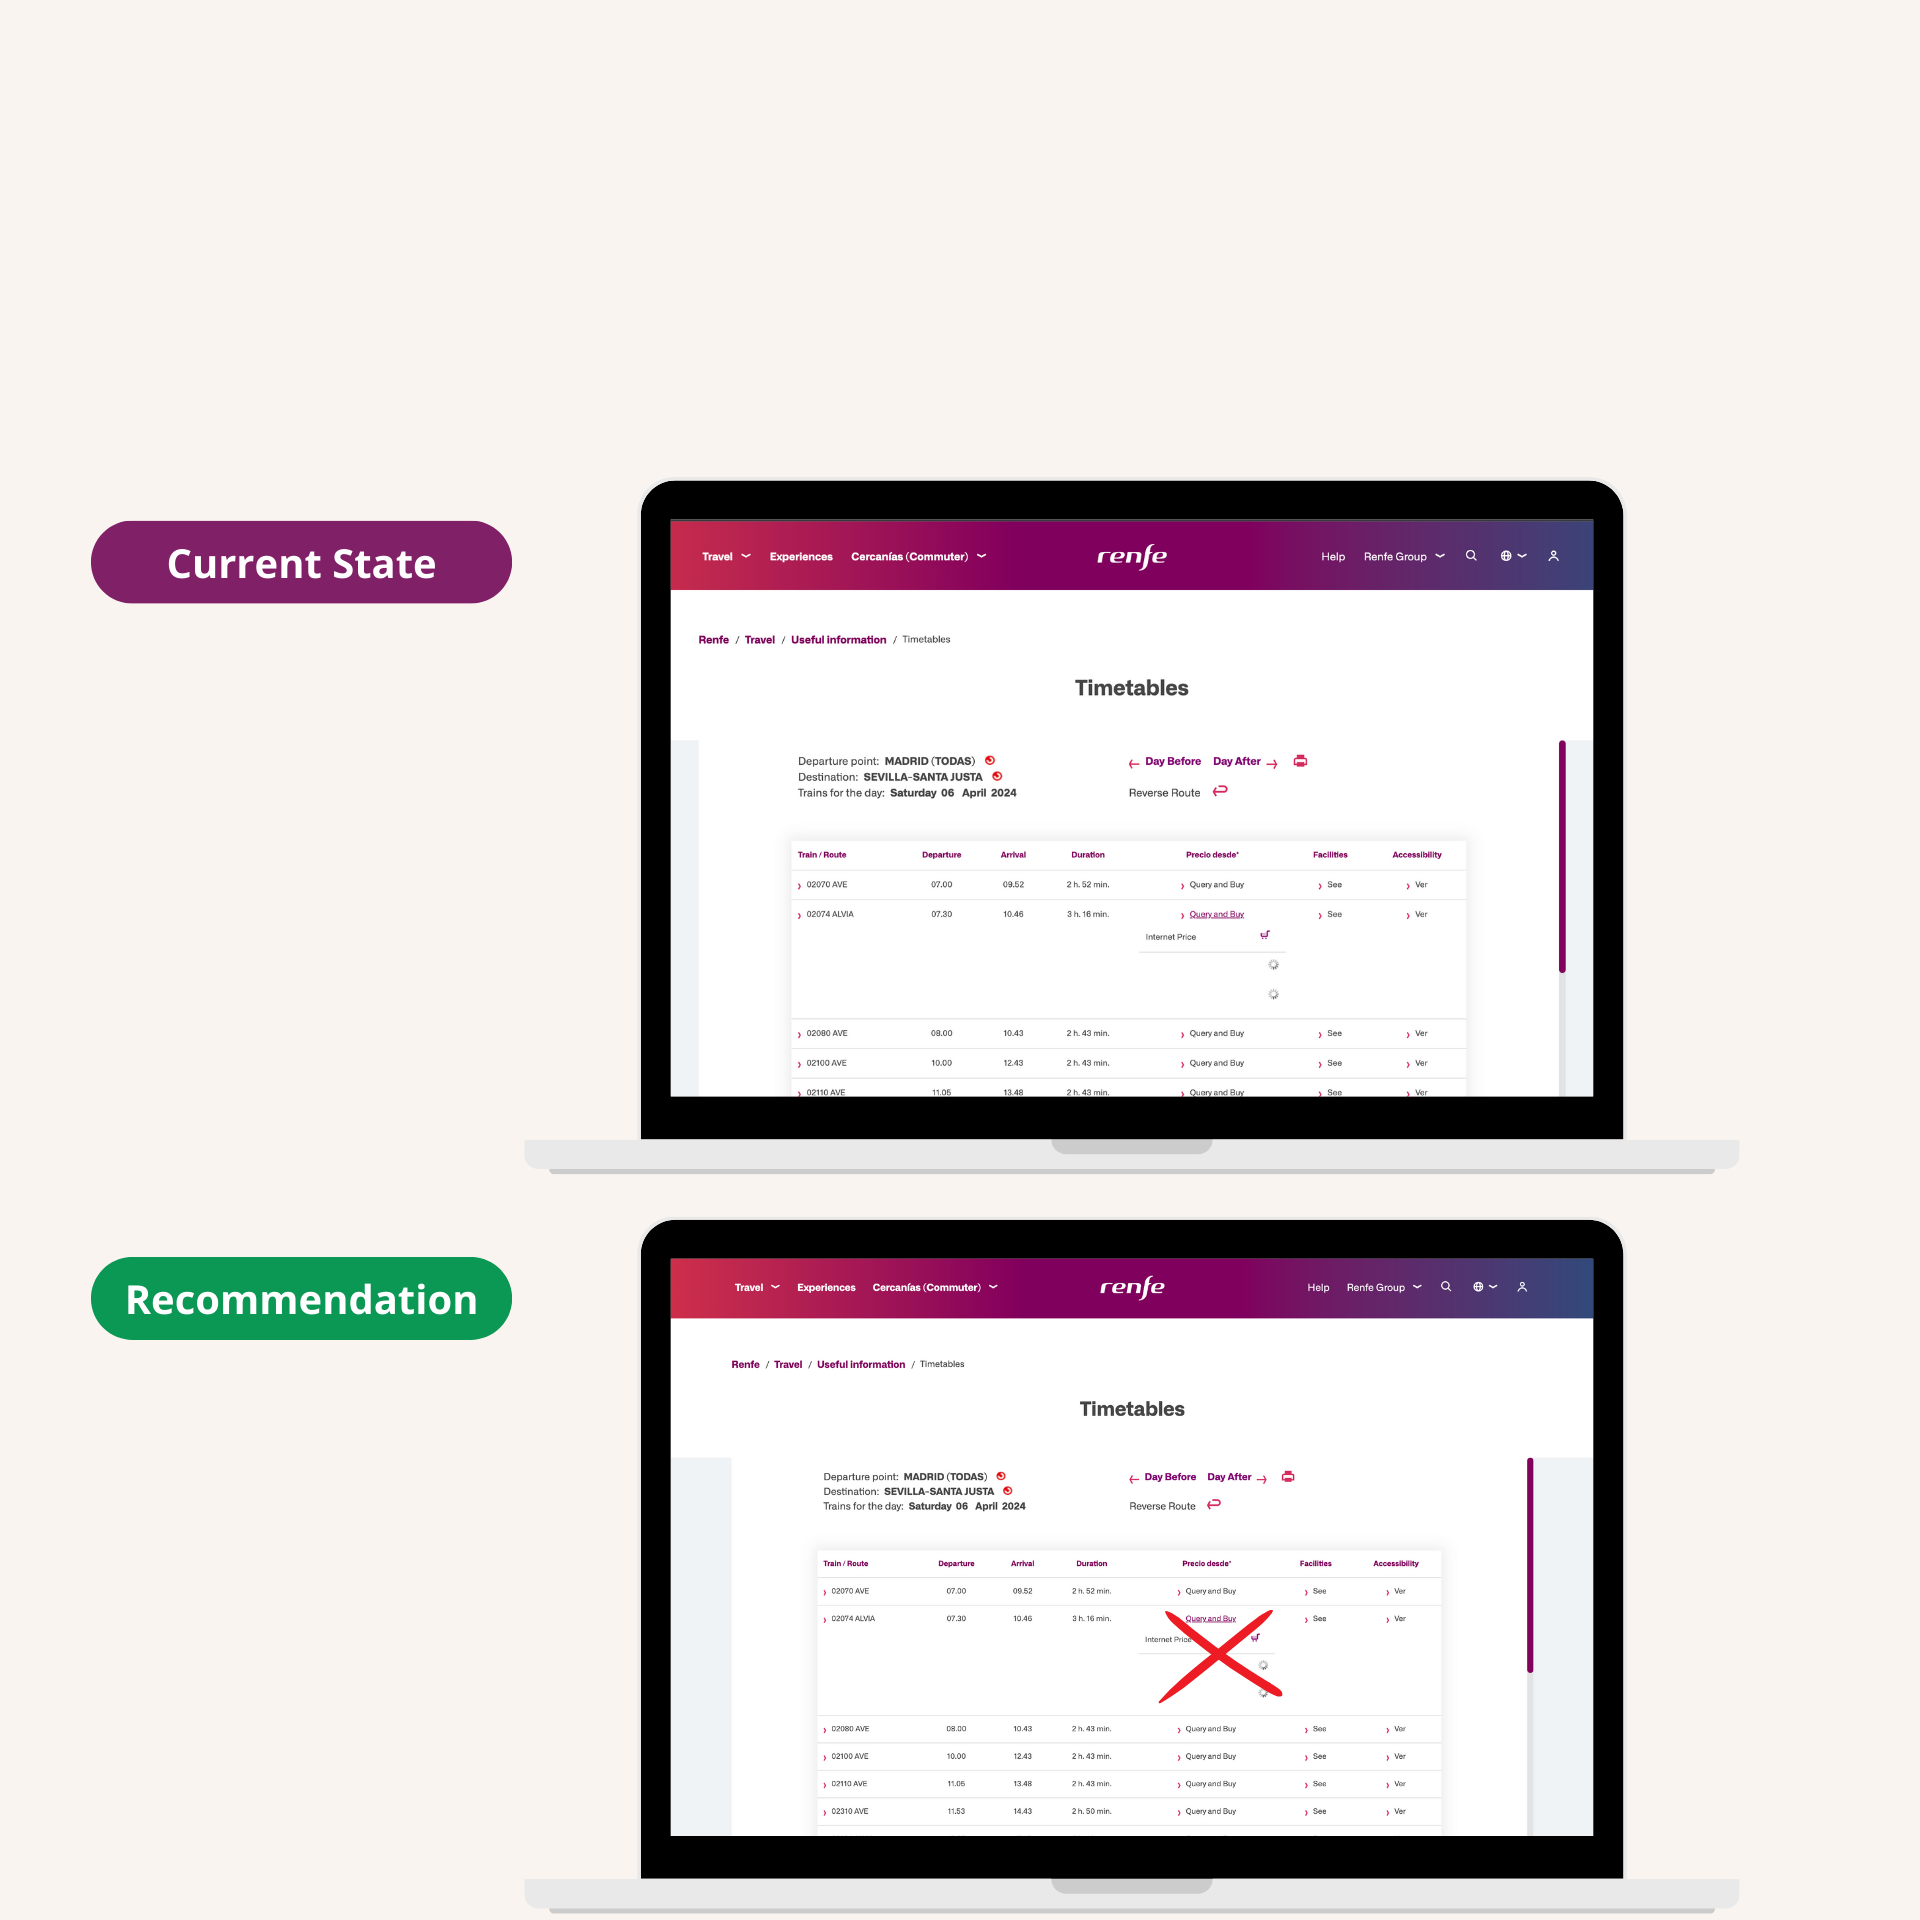 Current State
Travel Experiences Cercanías (Commuter) renfe Help Renfe Group
Renfe / Travel / Useful information / Timetables
Timetables
Departure point: MADRID (TODAS) Day Before Day After
Destination: SEVILLA-SANTA JUSTA
Trains for the day: Saturday 06 April 2024 Reverse Route
Train / Route Departure Arrival Duration Precio desde* Facilities Accessibility
02070 AVE 07.00 09.52 2 h. 52 min. Query and Buy See Ver
02074 ALVIA 07.30 10.46 3 h. 16 min. Query and Buy See Ver
Internet Price
02080 AVE 08.00 10.43 2 h. 43 min. Query and Buy See Ver
02100 AVE 10.00 12.43 2 h. 43 min. Query and Buy See Ver
02110 AVE 11.05 13.48 2 h. 43 min. Query and Buy See Ver
Recommendation
Travel Experiences Cercanías (Commuter) renfe Help Renfe Group
Renfe / Travel / Useful information / Timetables
Timetables
Departure point: MADRID (TODAS) Day Before Day After
Destination: SEVILLA-SANTA JUSTA
Trains for the day: Saturday 06 April 2024 Reverse Route
Train / Route Departure Arrival Duration Precio desde* Facilities Accessibility
02070 AVE 07.00 09.52 2 h. 52 min. Query and Buy See Ver
02074 ALVIA 07.30 10.46 3 h. 16 min. Query and Buy See Ver
Internet Price
02080 AVE 08.00 10.43 2 h. 43 min. Query and Buy See Ver
02100 AVE 10.00 12.43 2 h. 43 min. Query and Buy See Ver
02110 AVE 11.05 13.48 2 h. 43 min. Query and Buy See Ver
02310 AVE 11.53 14.43 2 h. 50 min. Query and Buy See Ver